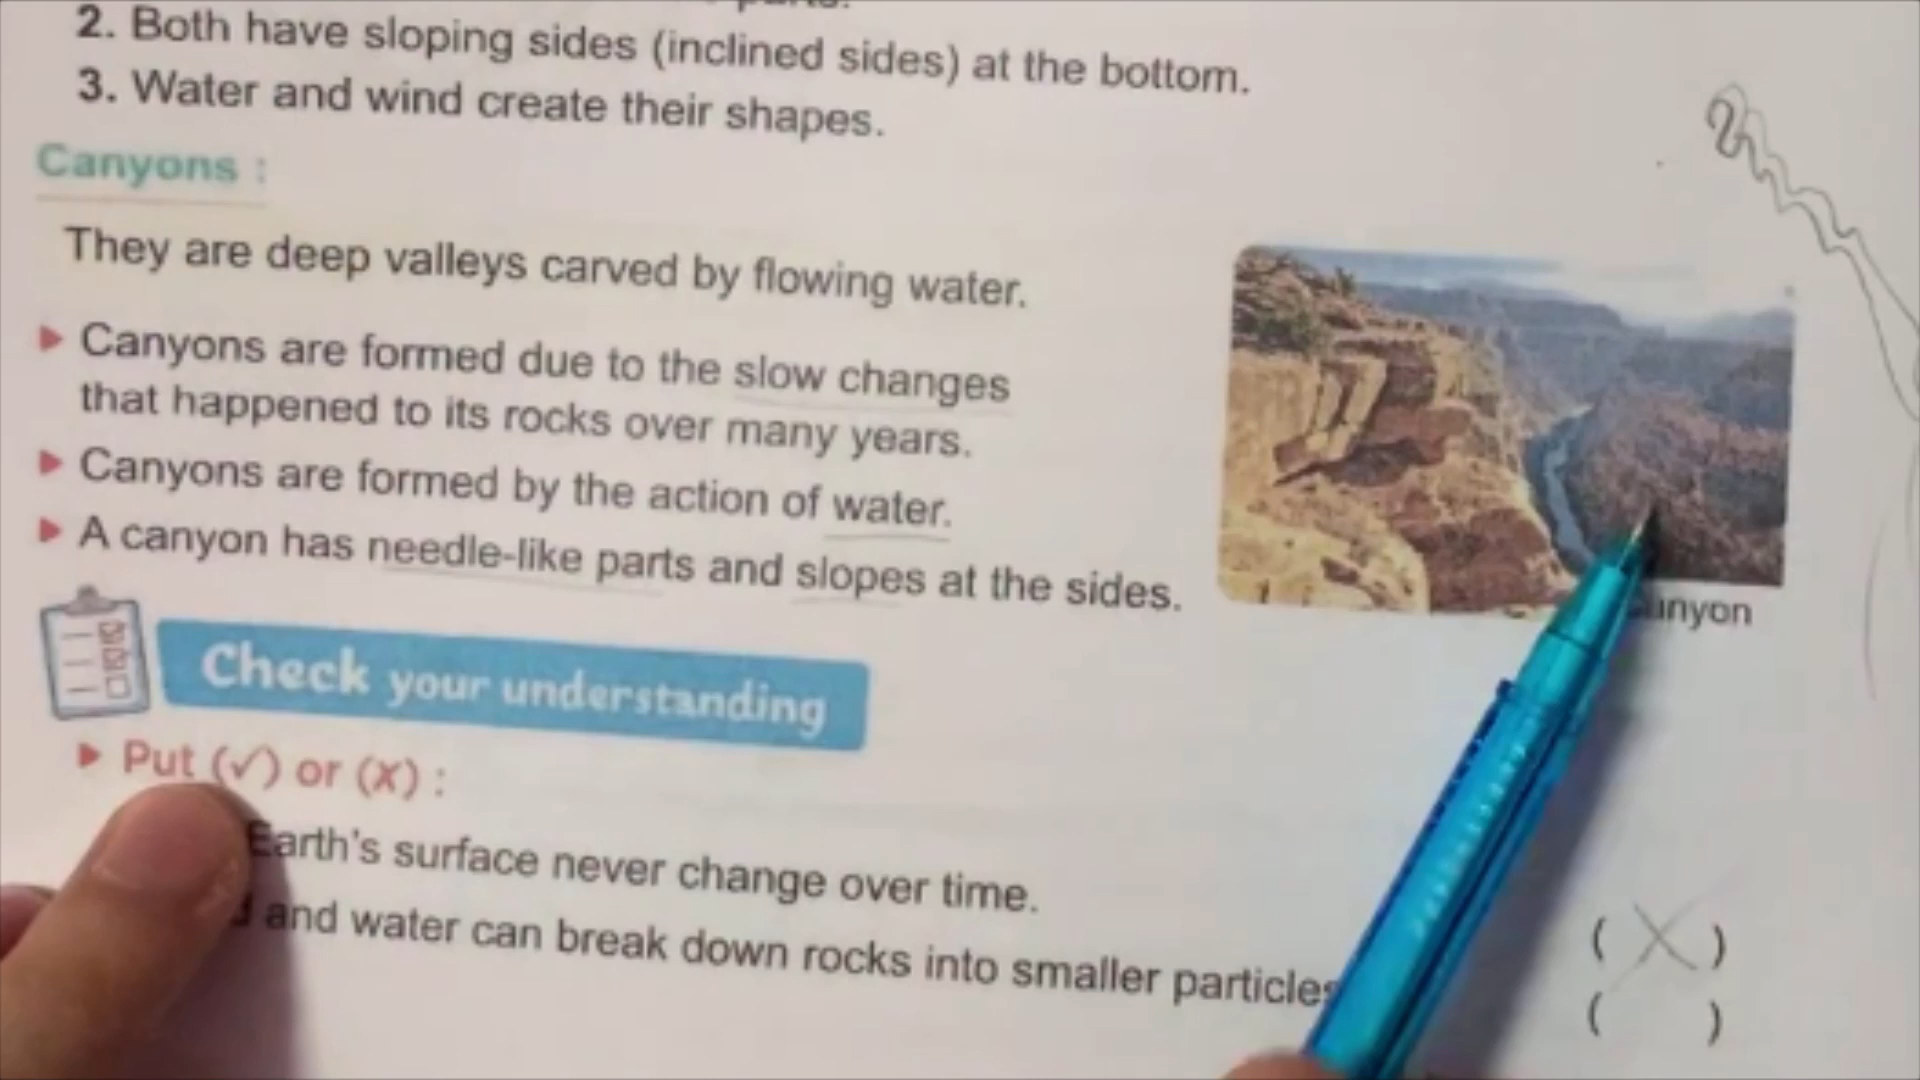 2. Both have sloping sides (inclined sides) at the bottom.
3. Water and wind create their shapes.
Canyons :
They are deep valleys carved by flowing water.
Canyons are formed due to the slow changes
that happened to its rocks over many years.
Canyons are formed by the action of water.
A canyon has needle-like parts and slopes at the sides.
Check your understanding
Put (✓) or (X) :
Earth's surface never change over time. ( X )
and water can break down rocks into smaller particles ( )